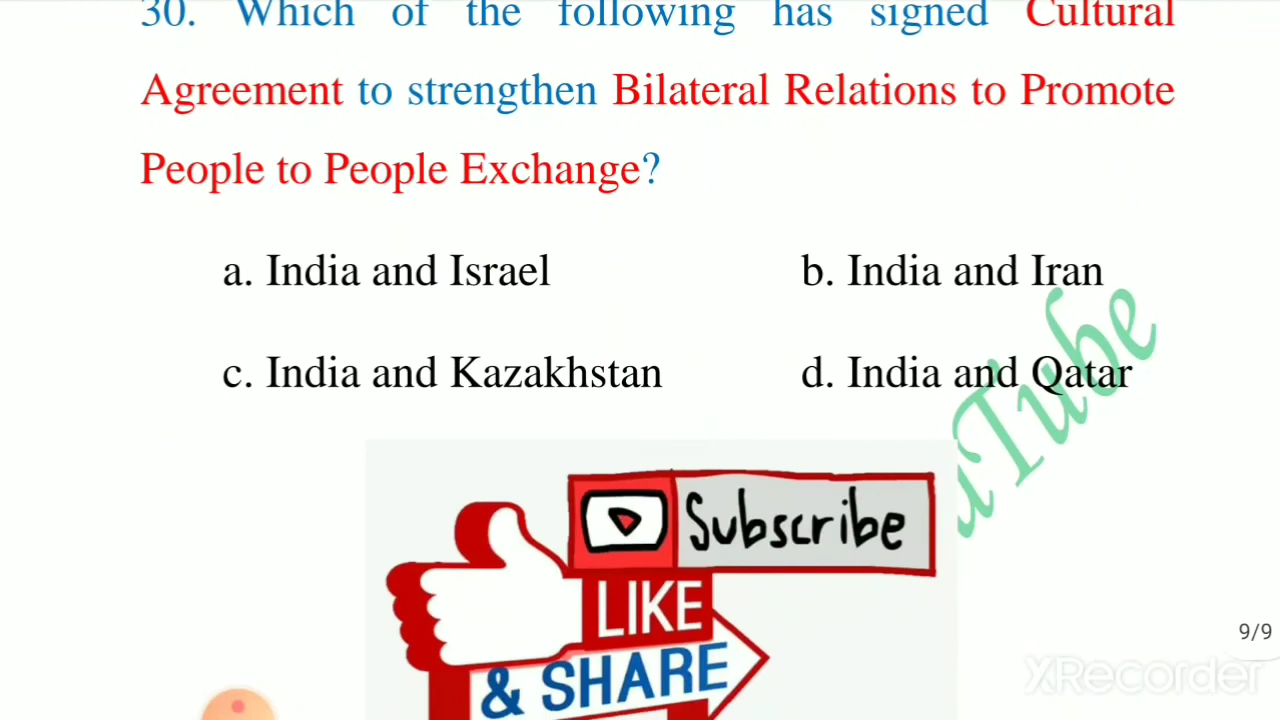 30. Which of the following has signed Cultural
Agreement to strengthen Bilateral Relations to Promote
People to People Exchange?
a. India and Israel b. India and Iran
c. India and Kazakhstan d. India and Qatar
Subscribe
LIKE
& SHARE
9/9
XRecorder